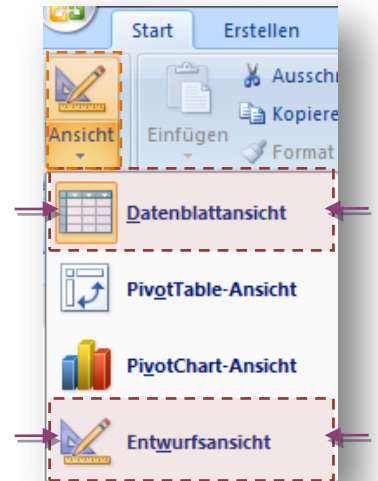 Start Erstellen
Ausschn
Kopiere
Ansicht Einfügen
Format
Datenblattansicht
PivotTable-Ansicht
PivotChart-Ansicht
Entwurfsansicht